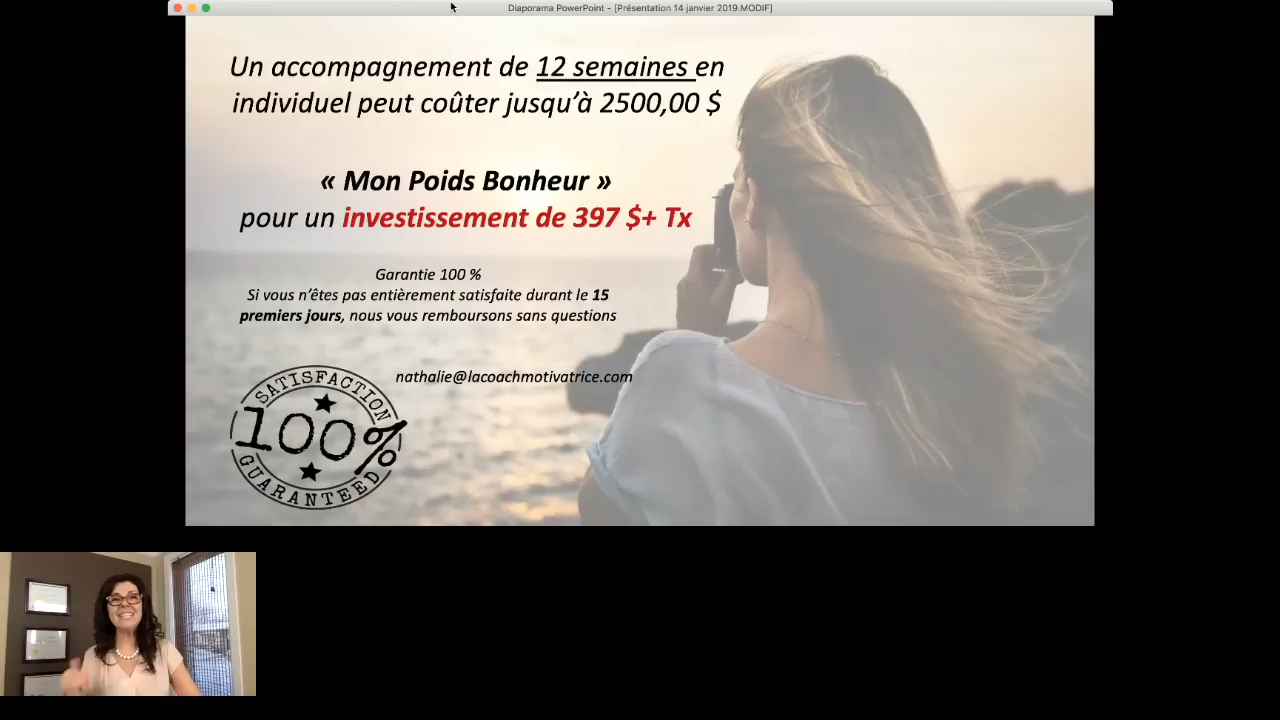 Diaporama PowerPoint - [Présentation 14 janvier 2019.MODIF]
Un accompagnement de 12 semaines en
individuel peut coûter jusqu'à 2500,00 $
« Mon Poids Bonheur »
pour un investissement de 397 $+ Tx
Garantie 100 %
Si vous n'êtes pas entièrement satisfaite durant le 15
premiers jours, nous vous remboursons sans questions
nathalie@lacoachmotivatrice.com
SATISFACTION
100%
GUARANTEED